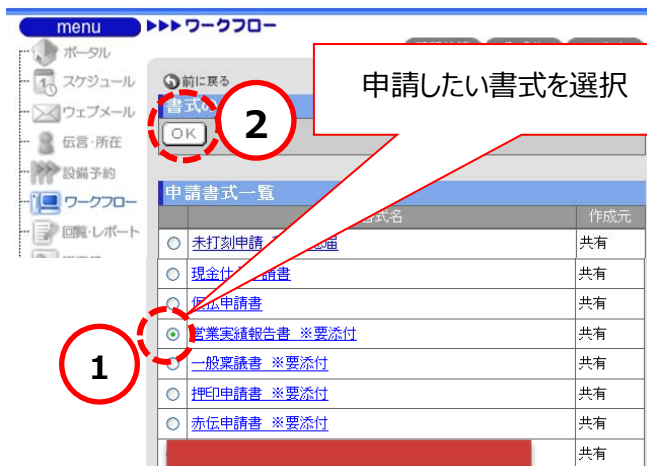 menu
▶▶▶ワークフロー
ポータル
スケジュール
ウェブメール
伝言・所在
設備予約
ワークフロー
回覧・レポート
前に戻る
書式の
OK
2
申請したい書式を選択
申請書式一覧
式名 作成元
未打刻申請 共有
現金仕 請書 共有
仮払申請書 共有
営業実績報告書 ※要添付 共有
一般稟議書 ※要添付 共有
押印申請書 ※要添付 共有
赤伝申請書 ※要添付 共有
共有
1